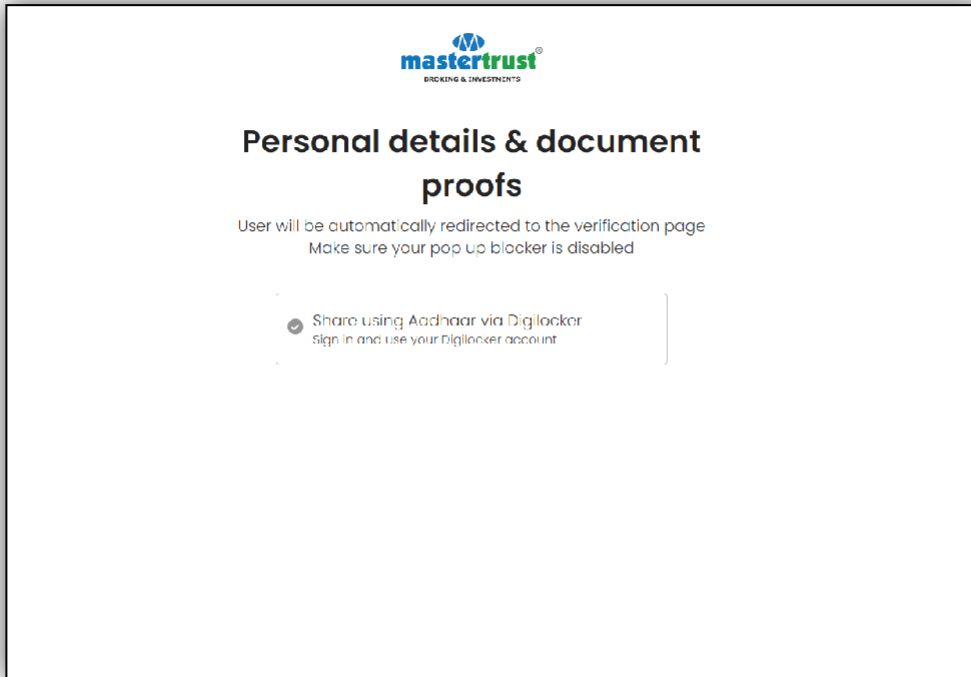 mastertrust®
BROKING & INVESTMENTS
Personal details & document
proofs
User will be automatically redirected to the verification page
Make sure your pop up blocker is disabled
Share using Aadhaar via Digilocker
Sign in and use your Digilocker account